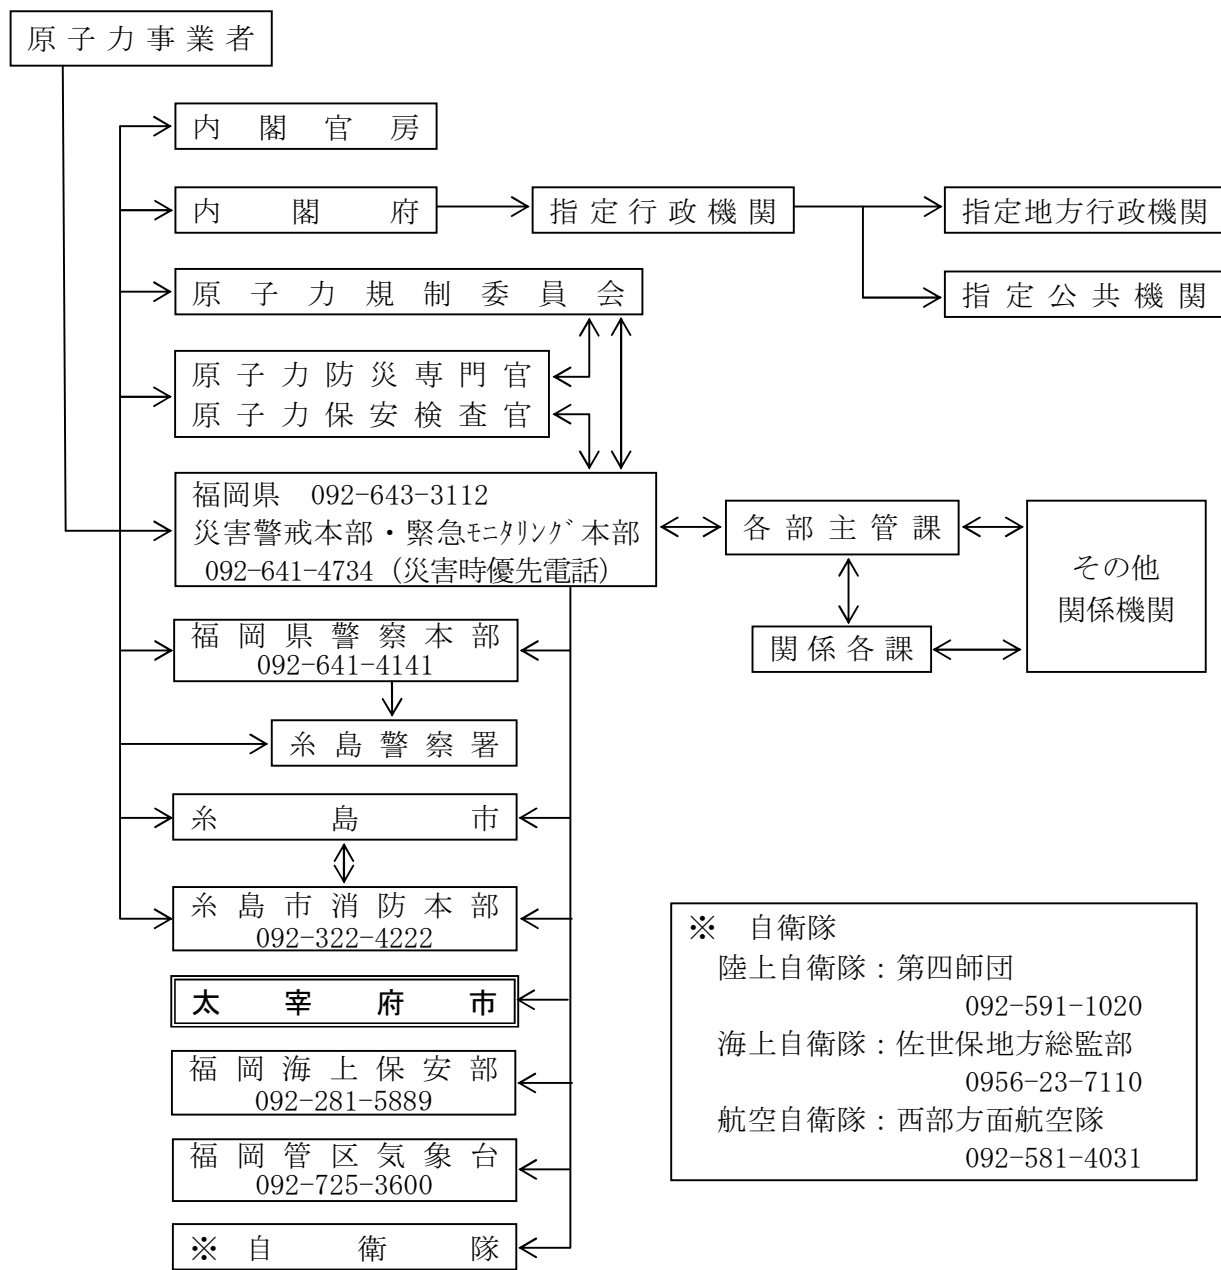 原子力事業者
内閣官房
内閣府
指定行政機関
指定地方行政機関
指定公共機関
原子力規制委員会
原子力防災専門官
原子力保安検査官
福岡県　092-643-3112
災害警戒本部・緊急ﾓﾆﾀﾘﾝｸﾞ本部
092-641-4734（災害時優先電話）
各部主管課
関係各課
その他
関係機関
福岡県警察本部
092-641-4141
糸島警察署
糸島市
糸島市消防本部
092-322-4222
太宰府市
福岡海上保安部
092-281-5889
福岡管区気象台
092-725-3600
※自衛隊
※　自衛隊
陸上自衛隊：第四師団
092-591-1020
海上自衛隊：佐世保地方総監部
0956-23-7110
航空自衛隊：西部方面航空隊
092-581-4031